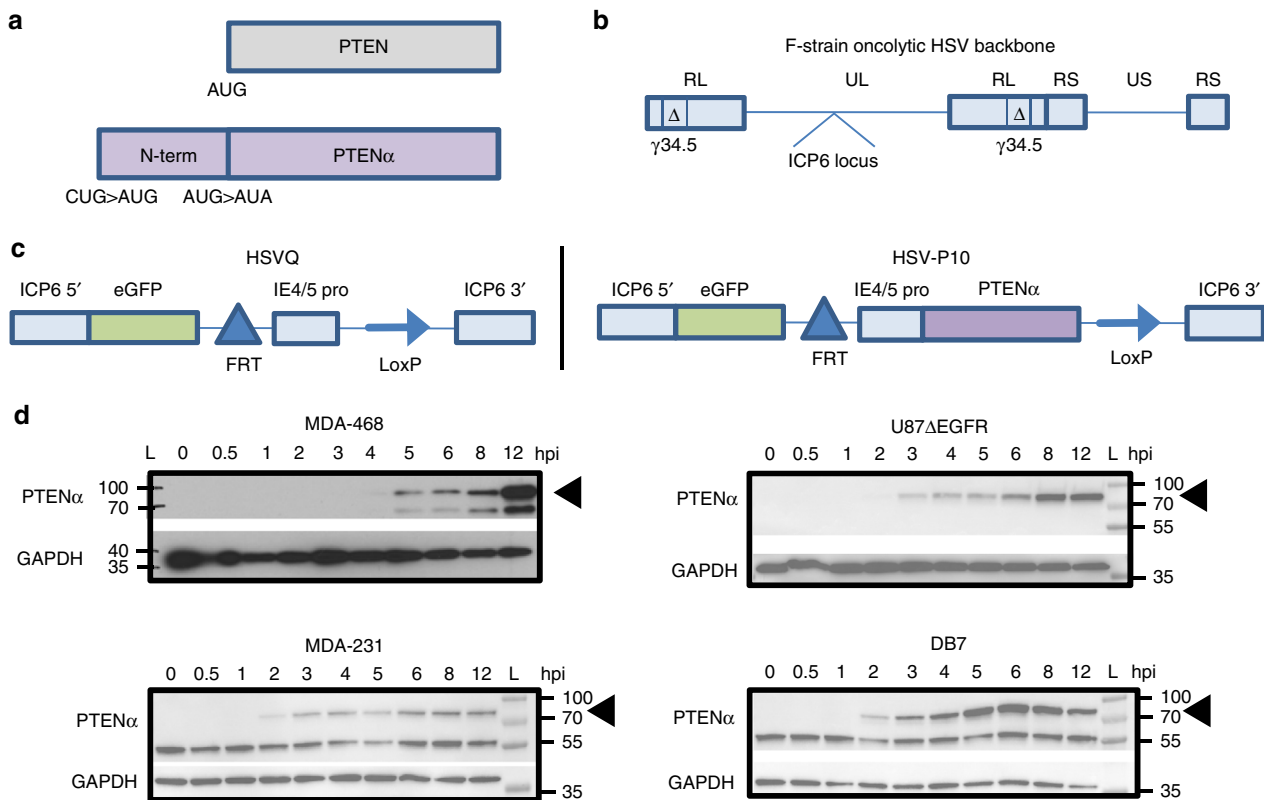 a
PTEN
AUG
N-term PTENα
CUG>AUG AUG>AUA
b
F-strain oncolytic HSV backbone
RL UL RL RS US RS
Δ Δ
γ34.5 γ34.5
ICP6 locus
c
HSVQ
ICP6 5′ eGFP IE4/5 pro ICP6 3′
FRT LoxP
HSV-P10
ICP6 5′ eGFP IE4/5 pro PTENα ICP6 3′
FRT LoxP
d
MDA-468
L 0 0.5 1 2 3 4 5 6 8 12 hpi
PTENα 100
70
GAPDH 40
35
U87ΔEGFR
0 0.5 1 2 3 4 5 6 8 12 L hpi
PTENα 100
70
55
GAPDH 35
MDA-231
0 0.5 1 2 3 4 5 6 8 12 L hpi
PTENα 100
70
55
GAPDH 35
DB7
0 0.5 1 2 3 4 5 6 8 12 L hpi
PTENα 100
70
55
GAPDH 35